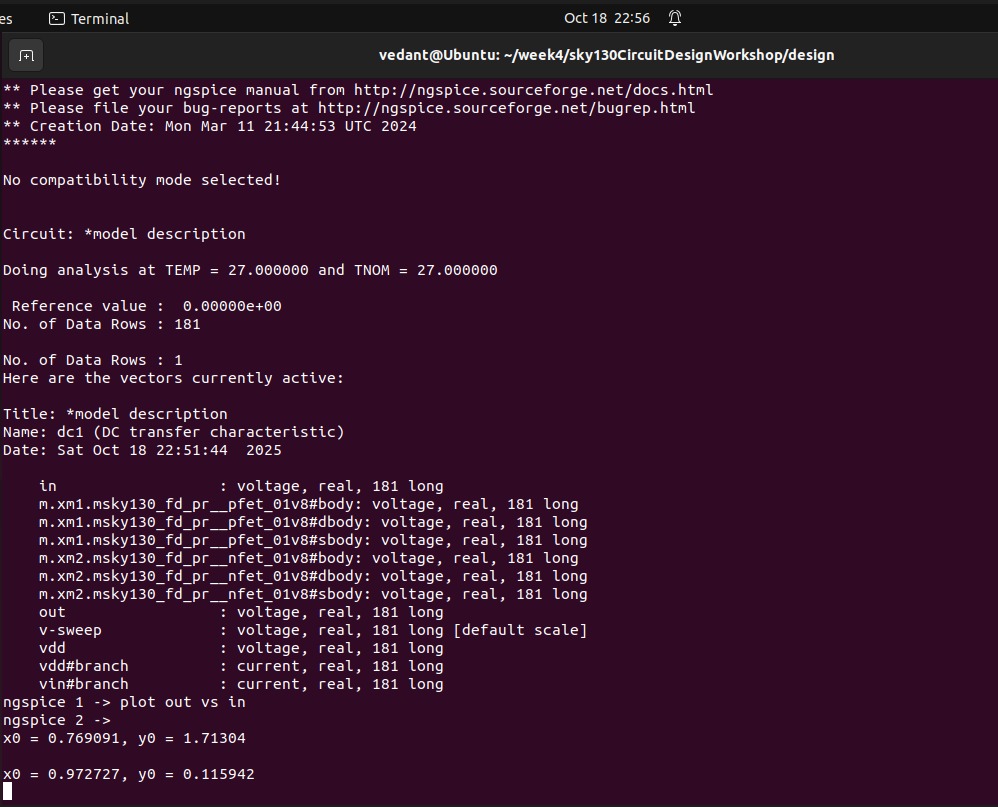 es
Terminal
Oct 18 22:56
vedant@Ubuntu: ~/week4/sky130CircuitDesignWorkshop/design
** Please get your ngspice manual from http://ngspice.sourceforge.net/docs.html
** Please file your bug-reports at http://ngspice.sourceforge.net/bugrep.html
** Creation Date: Mon Mar 11 21:44:53 UTC 2024
******
No compatibility mode selected!
Circuit: *model description
Doing analysis at TEMP = 27.000000 and TNOM = 27.000000
Reference value :  0.00000e+00
No. of Data Rows : 181
No. of Data Rows : 1
Here are the vectors currently active:
Title: *model description
Name: dc1 (DC transfer characteristic)
Date: Sat Oct 18 22:51:44  2025
in                  : voltage, real, 181 long
m.xm1.msky130_fd_pr__pfet_01v8#body: voltage, real, 181 long
m.xm1.msky130_fd_pr__pfet_01v8#dbody: voltage, real, 181 long
m.xm1.msky130_fd_pr__pfet_01v8#sbody: voltage, real, 181 long
m.xm2.msky130_fd_pr__nfet_01v8#body: voltage, real, 181 long
m.xm2.msky130_fd_pr__nfet_01v8#dbody: voltage, real, 181 long
m.xm2.msky130_fd_pr__nfet_01v8#sbody: voltage, real, 181 long
out                 : voltage, real, 181 long
v-sweep             : voltage, real, 181 long [default scale]
vdd                 : voltage, real, 181 long
vdd#branch          : current, real, 181 long
vin#branch          : current, real, 181 long
ngspice 1 -> plot out vs in
ngspice 2 ->
x0 = 0.769091, y0 = 1.71304
x0 = 0.972727, y0 = 0.115942